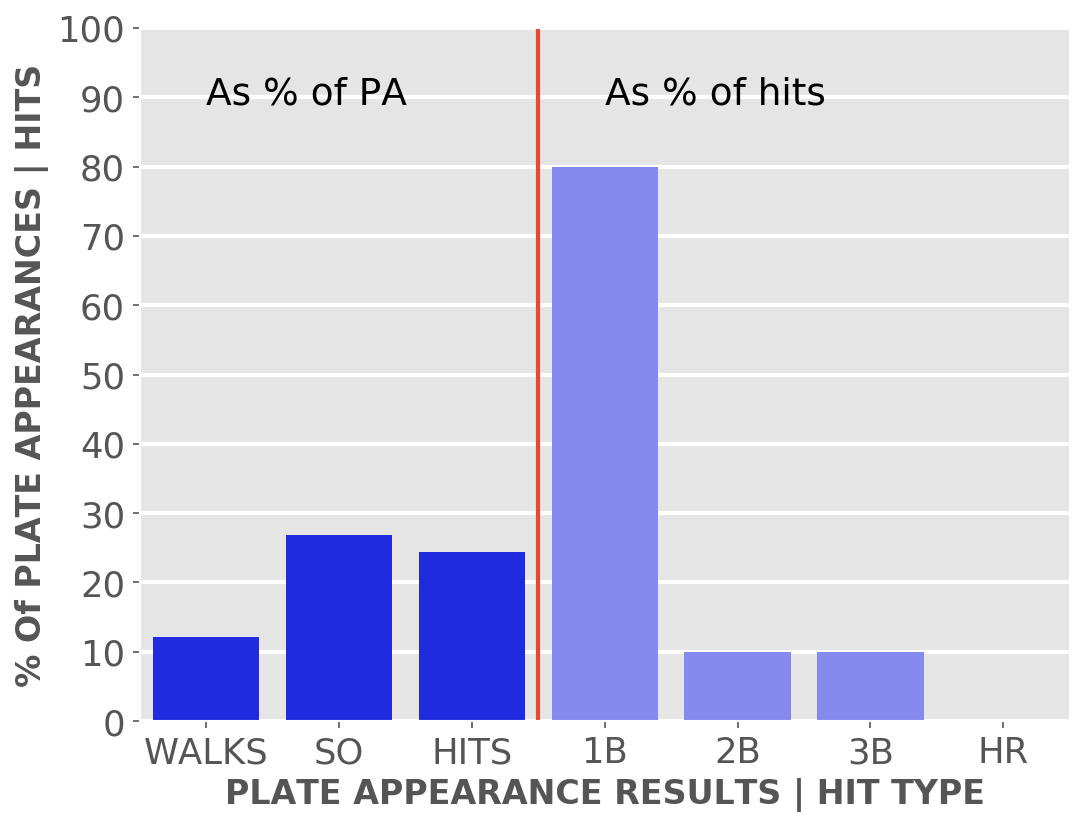 % Of PLATE APPEARANCES | HITS
100
90
80
70
60
50
40
30
20
10
0
As % of PA
As % of hits
WALKS SO HITS 1B 2B 3B HR
PLATE APPEARANCE RESULTS | HIT TYPE